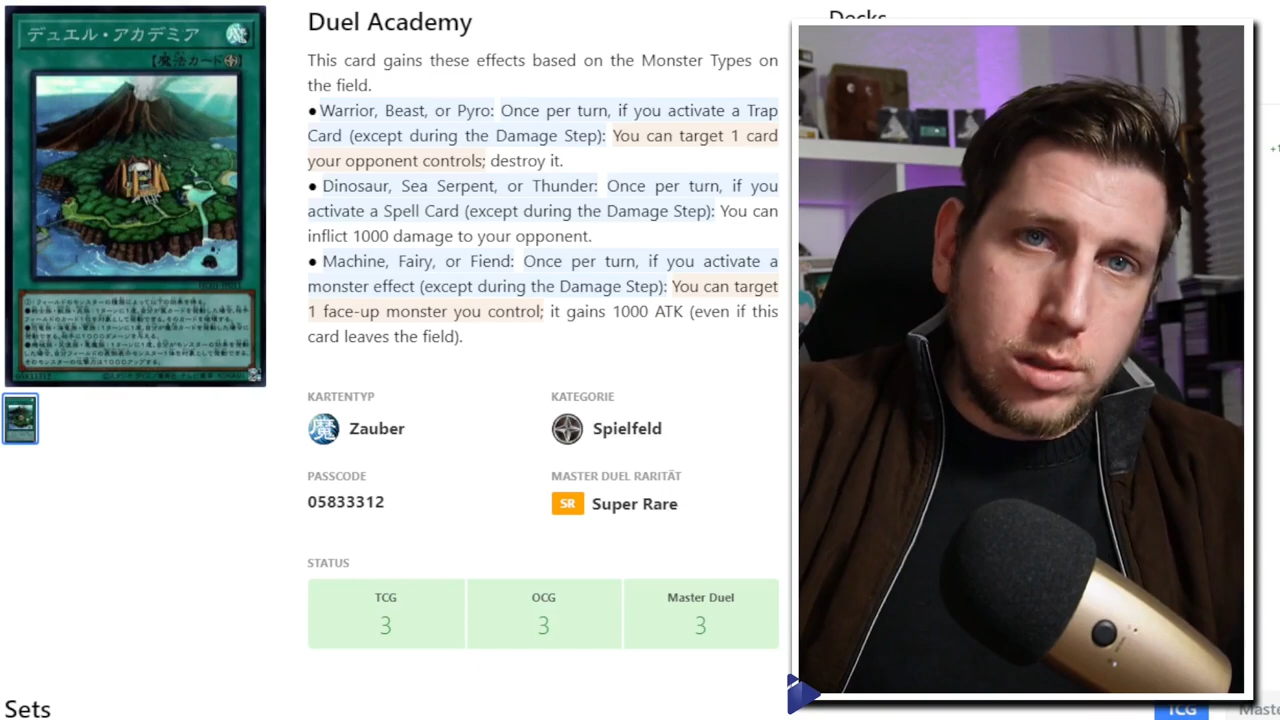 デュエル・アカデミア
【魔法カード
Duel Academy
This card gains these effects based on the Monster Types on
the field.
● Warrior, Beast, or Pyro: Once per turn, if you activate a Trap
Card (except during the Damage Step): You can target 1 card
your opponent controls; destroy it.
● Dinosaur, Sea Serpent, or Thunder: Once per turn, if you
activate a Spell Card (except during the Damage Step): You can
inflict 1000 damage to your opponent.
● Machine, Fairy, or Fiend: Once per turn, if you activate a
monster effect (except during the Damage Step): You can target
1 face-up monster you control; it gains 1000 ATK (even if this
card leaves the field).
KARTENTYP
KATEGORIE
魔
Zauber
Spielfeld
PASSCODE
MASTER DUEL RARITÄT
05833312
SR
Super Rare
STATUS
TCG
OCG
Master Duel
3
3
3
Sets
Decks
TCG